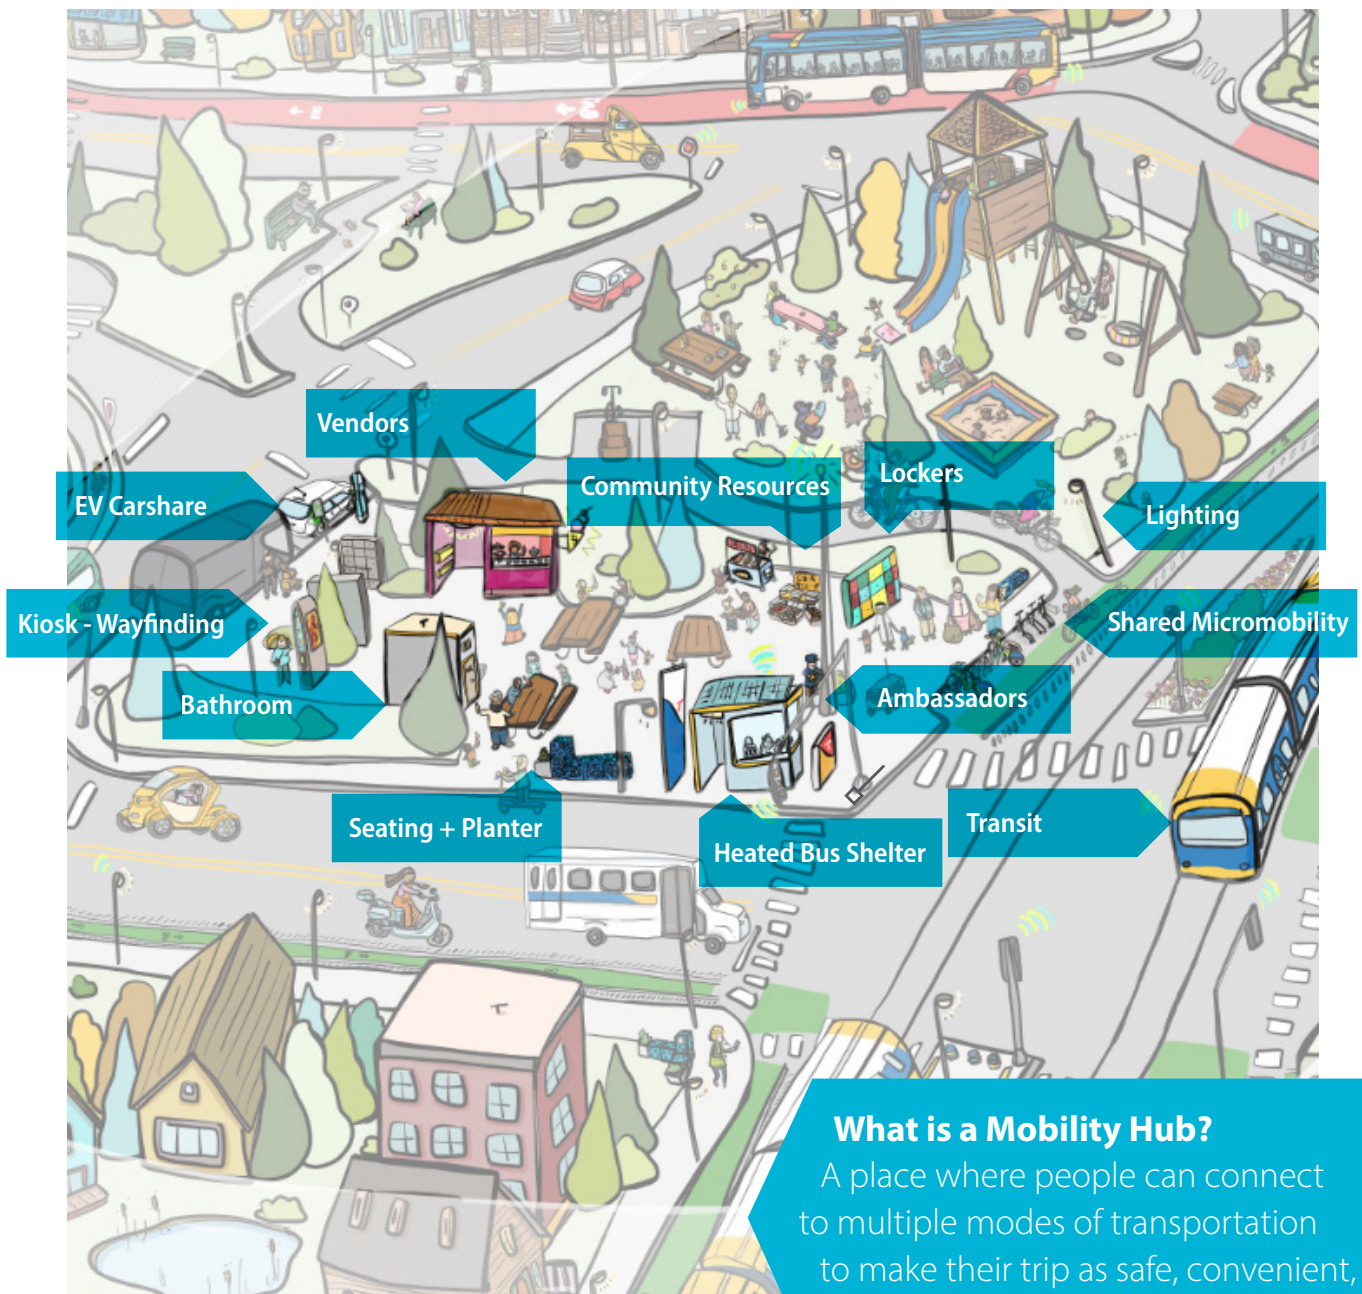 Vendors
EV Carshare
Community Resources
Lockers
Lighting
Kiosk - Wayfinding
Shared Micromobility
Bathroom
Ambassadors
Seating + Planter
Heated Bus Shelter
Transit
What is a Mobility Hub?
A place where people can connect
to multiple modes of transportation
to make their trip as safe, convenient,